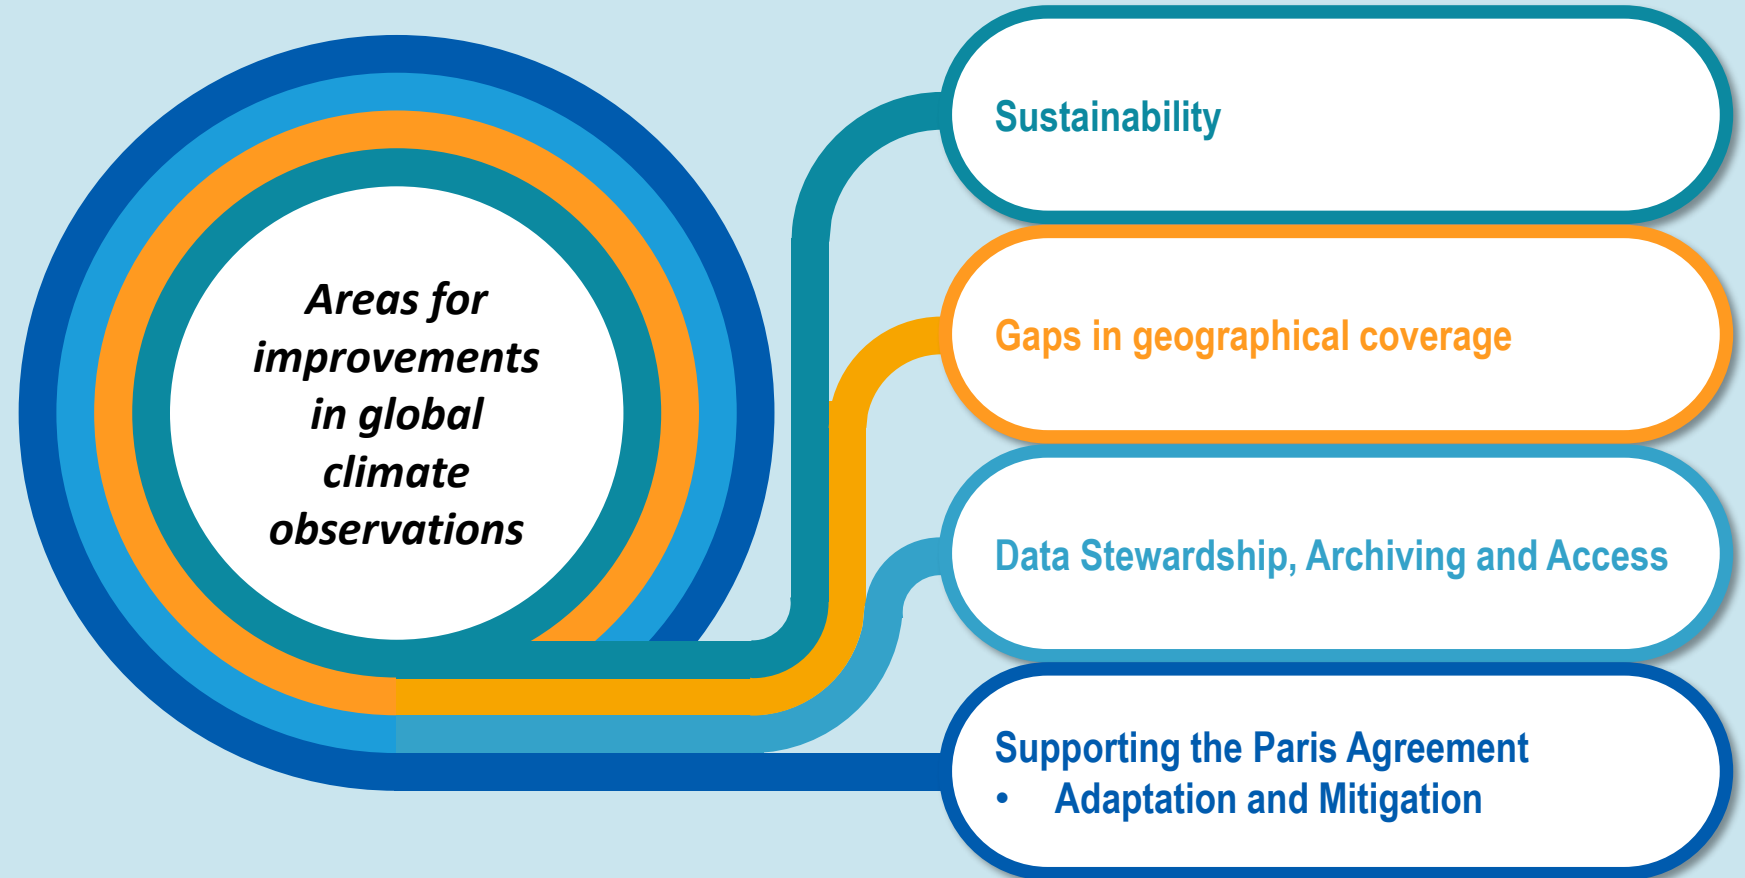 Areas for
improvements
in global
climate
observations
Sustainability
Gaps in geographical coverage
Data Stewardship, Archiving and Access
Supporting the Paris Agreement
• Adaptation and Mitigation